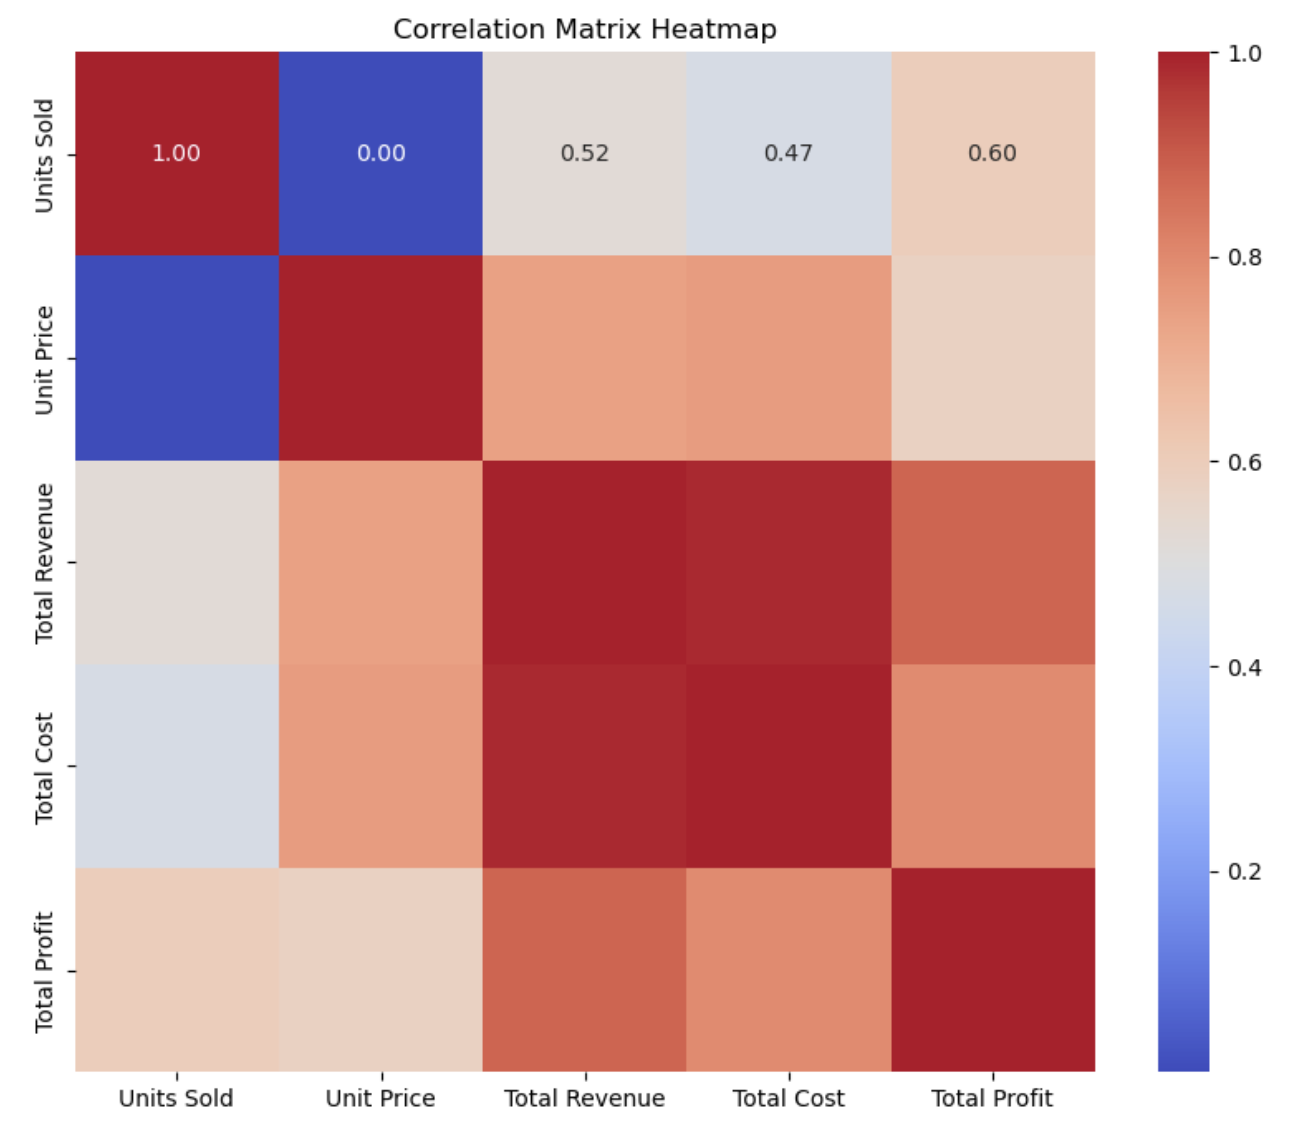 Correlation Matrix Heatmap
Units Sold
1.00
0.00
0.52
0.47
0.60
Unit Price
Total Revenue
Total Cost
Total Profit
Units Sold
Unit Price
Total Revenue
Total Cost
Total Profit
1.0
0.8
0.6
0.4
0.2